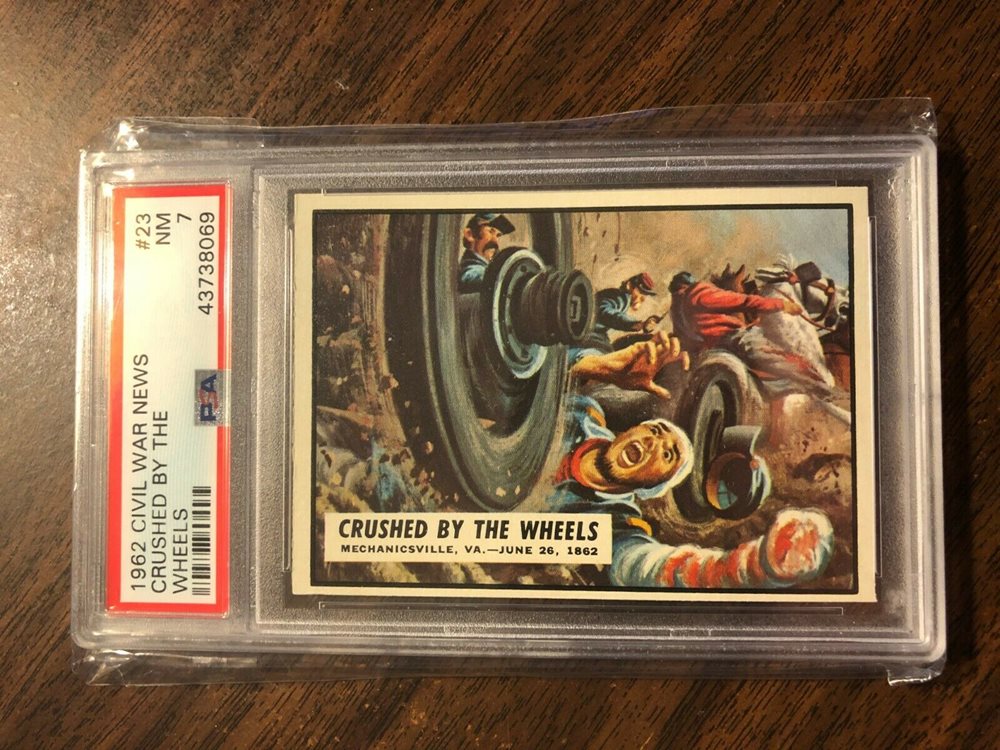 1962 CIVIL WAR NEWS
CRUSHED BY THE
WHEELS
#23
NM 7
43738069
PSA
CRUSHED BY THE WHEELS
MECHANICSVILLE, VA.—JUNE 26, 1862